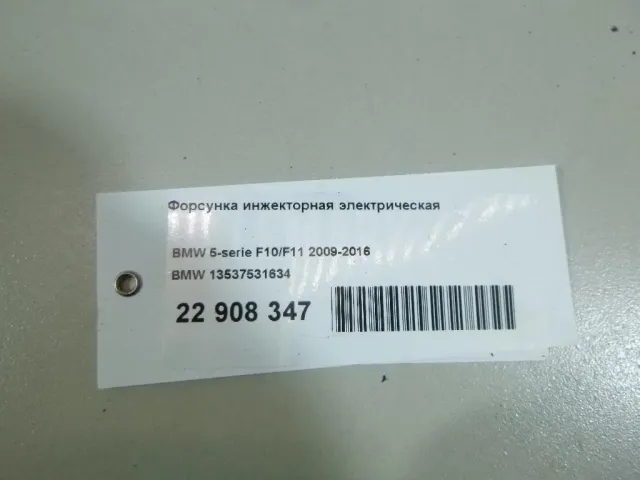 Форсунка инжекторная электрическая
BMW 5-serie F10/F11 2009-2016
BMW 13537531634
22 908 347